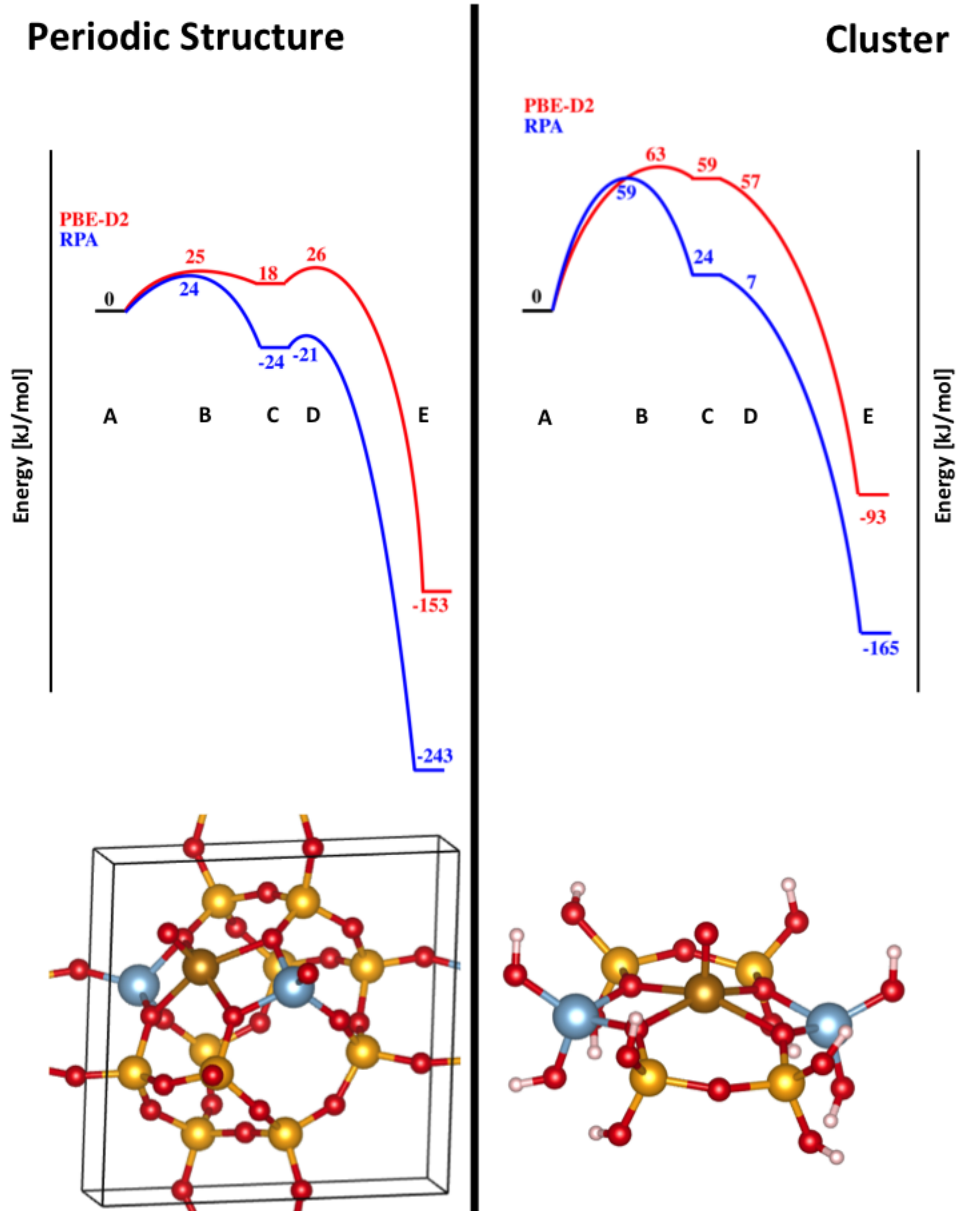 Periodic Structure
Cluster
PBE-D2
RPA
0
25
24
18
-24
26
-21
-153
-243
A
B
C
D
E
Energy [kJ/mol]
PBE-D2
RPA
0
63
59
59
24
57
7
-93
-165
A
B
C
D
E
Energy [kJ/mol]